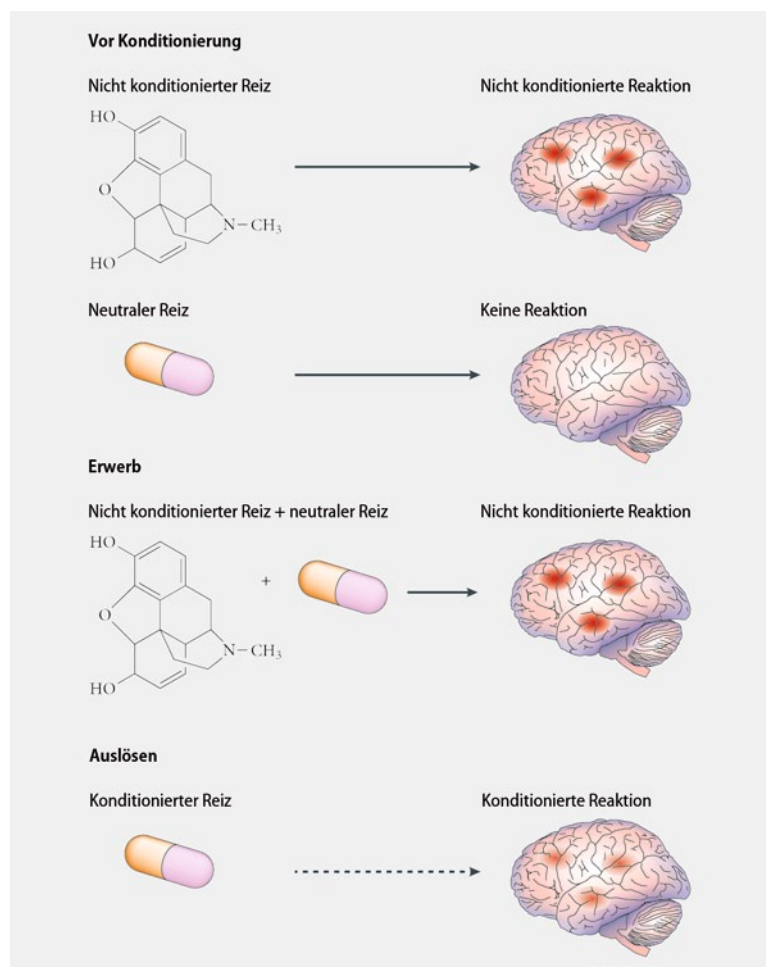 Vor Konditionierung
Nicht konditionierter Reiz
Nicht konditionierte Reaktion
HO
O
N–CH₃
HO
Neutraler Reiz
Keine Reaktion
Erwerb
Nicht konditionierter Reiz + neutraler Reiz
Nicht konditionierte Reaktion
HO
+
O
N–CH₃
HO
Auslösen
Konditionierter Reiz
Konditionierte Reaktion